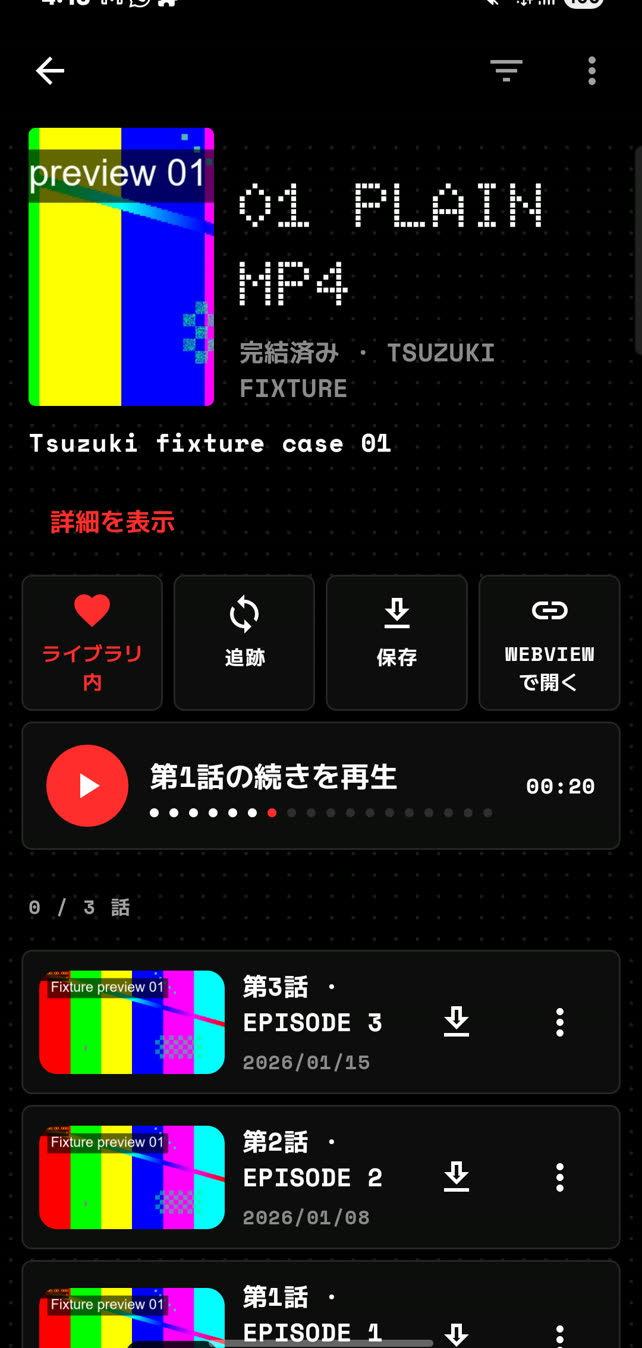 preview 01
01 PLAIN
MP4
完結済み · TSUZUKI
FIXTURE
Tsuzuki fixture case 01
詳細を表示
ライブラリ
内
追跡
保存
WEBVIEW
で開く
第1話の続きを再生
00:20
0 / 3 話
Fixture preview 01
第3話 ·
EPISODE 3
2026/01/15
Fixture preview 01
第2話 ·
EPISODE 2
2026/01/08
Fixture preview 01
第1話 ·
EPISODE 1